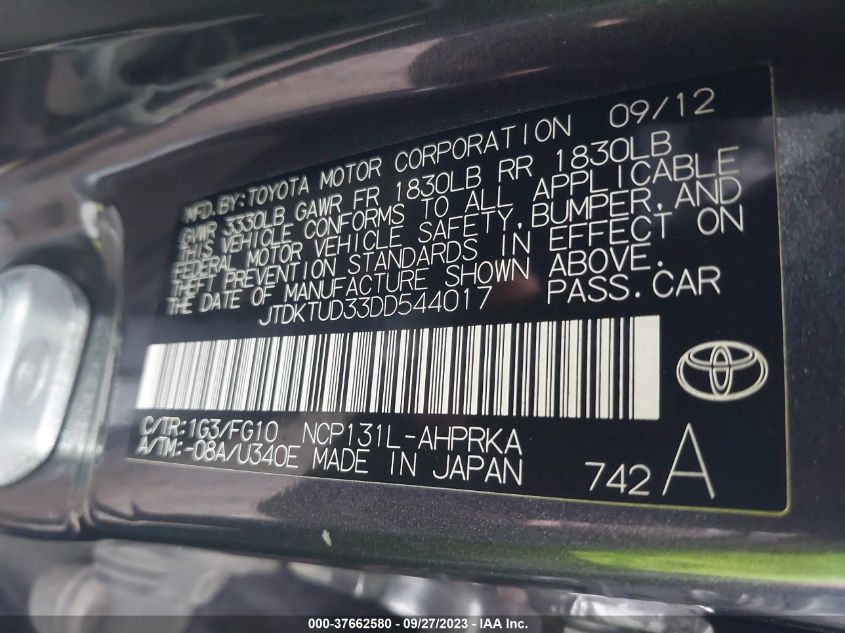 MFD.BY:TOYOTA MOTOR CORPORATION 09/12
GVWR 3330LB GAWR FR 1830LB RR 1830LB
THIS VEHICLE CONFORMS TO ALL APPLICABLE
FEDERAL MOTOR VEHICLE SAFETY,BUMPER,AND
THEFT PREVENTION STANDARDS IN EFFECT ON
THE DATE OF MANUFACTURE SHOWN ABOVE.
JTDKTUD33DD544017 PASS.CAR
C/TR:1G3/FG10 NCP131L-AHPRKA
A/TM:-08A/U340E MADE IN JAPAN 742 A
000-37662580 - 09/27/2023 - IAA Inc.